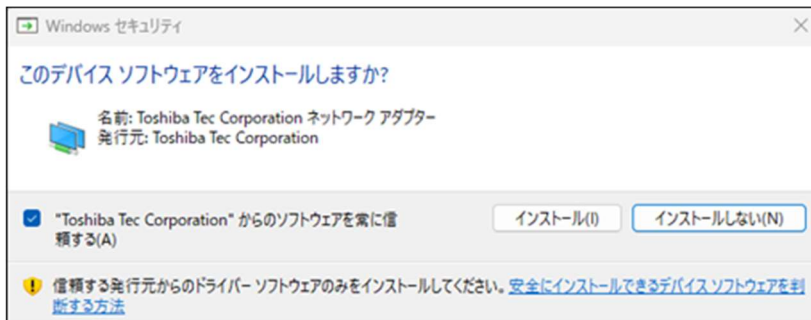 Windows セキュリティ
このデバイス ソフトウェアをインストールしますか?
名前: Toshiba Tec Corporation ネットワーク アダプター
発行元: Toshiba Tec Corporation
"Toshiba Tec Corporation" からのソフトウェアを常に信
頼する(A)
インストール(I)
インストールしない(N)
信頼する発行元からのドライバー ソフトウェアのみをインストールしてください。安全にインストールできるデバイス ソフトウェアを判
断する方法